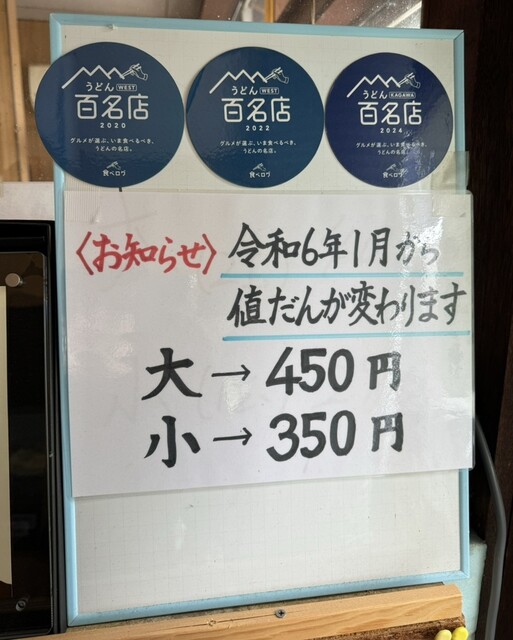 うどん WEST
百名店
2020
グルメが選ぶ、いま食べるべき、
うどんの名店。
食べログ
うどん WEST
百名店
2022
グルメが選ぶ、いま食べるべき、
うどんの名店。
食べログ
うどん KAGAWA
百名店
2024
グルメが選ぶ、いま食べるべき、
うどんの名店。
食べログ
〈お知らせ〉 令和6年1月から
値だんが変わります
大→450円
小→350円